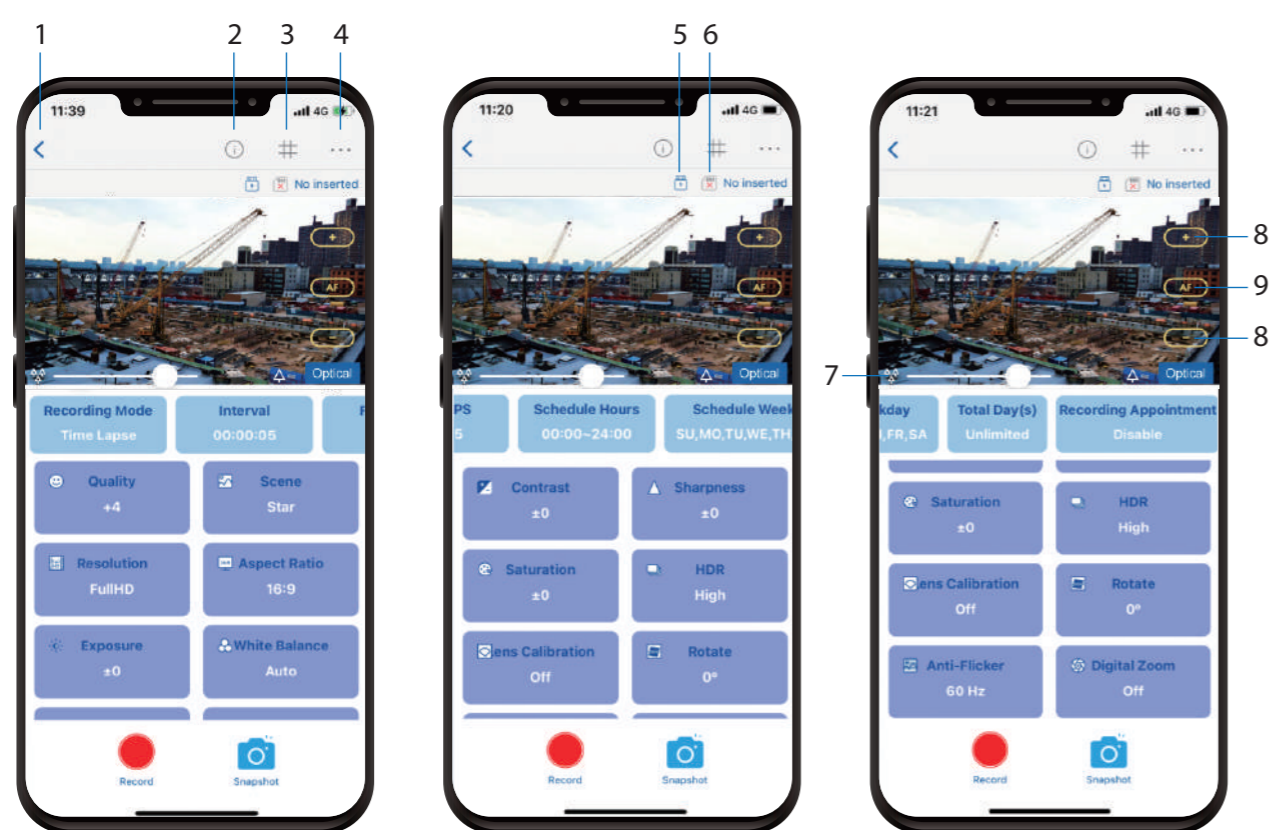 1 2 3 4 5 6
11:39 4G
No inserted
+
AF
−
Optical
Recording Mode Interval
Time Lapse 00:00:05
Quality Scene
+4 Star
Resolution Aspect Ratio
FullHD 16:9
Exposure White Balance
±0 Auto
Record Snapshot
11:20 4G
No inserted
+
AF
−
Optical
PS Schedule Hours Schedule Week
5 00:00~24:00 SU,MO,TU,WE,TH
Contrast Sharpness
±0 ±0
Saturation HDR
±0 High
ens Calibration Rotate
Off 0°
Record Snapshot
11:21 4G
No inserted
+ 8
AF 9
− 8
7 Optical
kday Total Day(s) Recording Appointment
,FR,SA Unlimited Disable
Saturation HDR
±0 High
ens Calibration Rotate
Off 0°
Anti-Flicker Digital Zoom
60 Hz Off
Record Snapshot